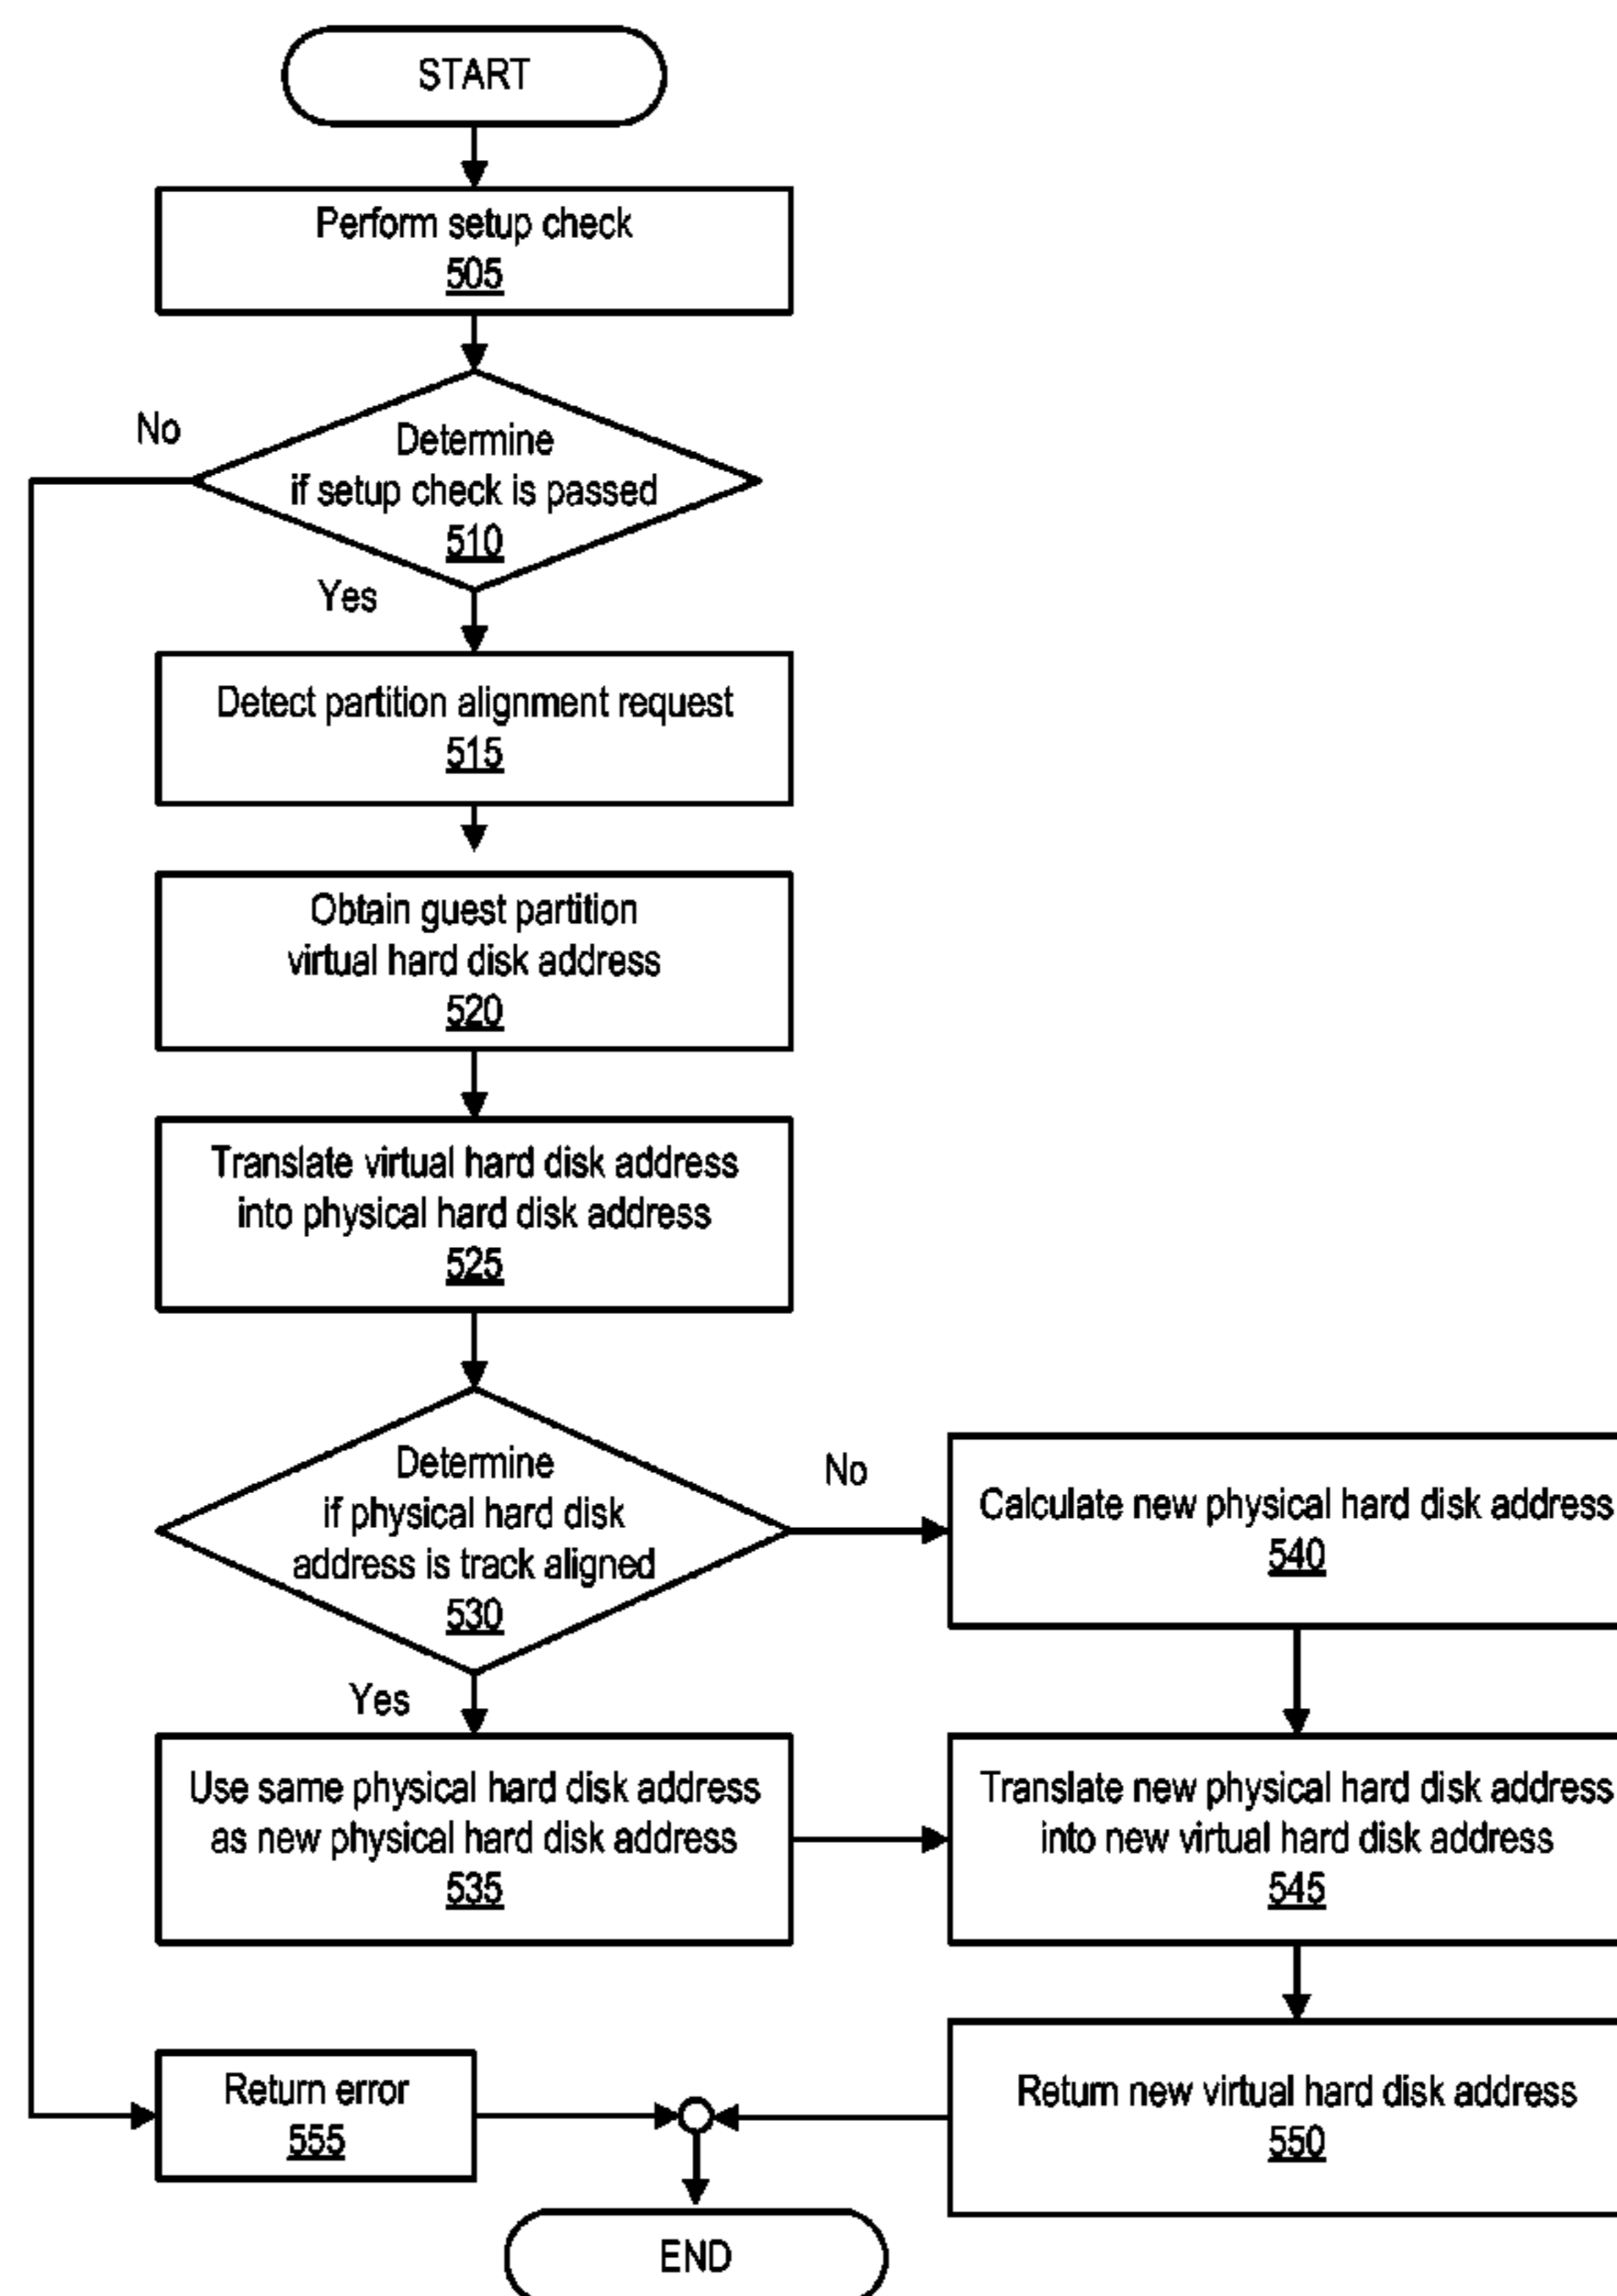 START
Perform setup check
505
No
Determine
if setup check is passed
510
Yes
Detect partition alignment request
515
Obtain guest partition
virtual hard disk address
520
Translate virtual hard disk address
into physical hard disk address
525
Determine
if physical hard disk
address is track aligned
530
No
Calculate new physical hard disk address
540
Yes
Use same physical hard disk address
as new physical hard disk address
535
Translate new physical hard disk address
into new virtual hard disk address
545
Return error
555
Return new virtual hard disk address
550
END